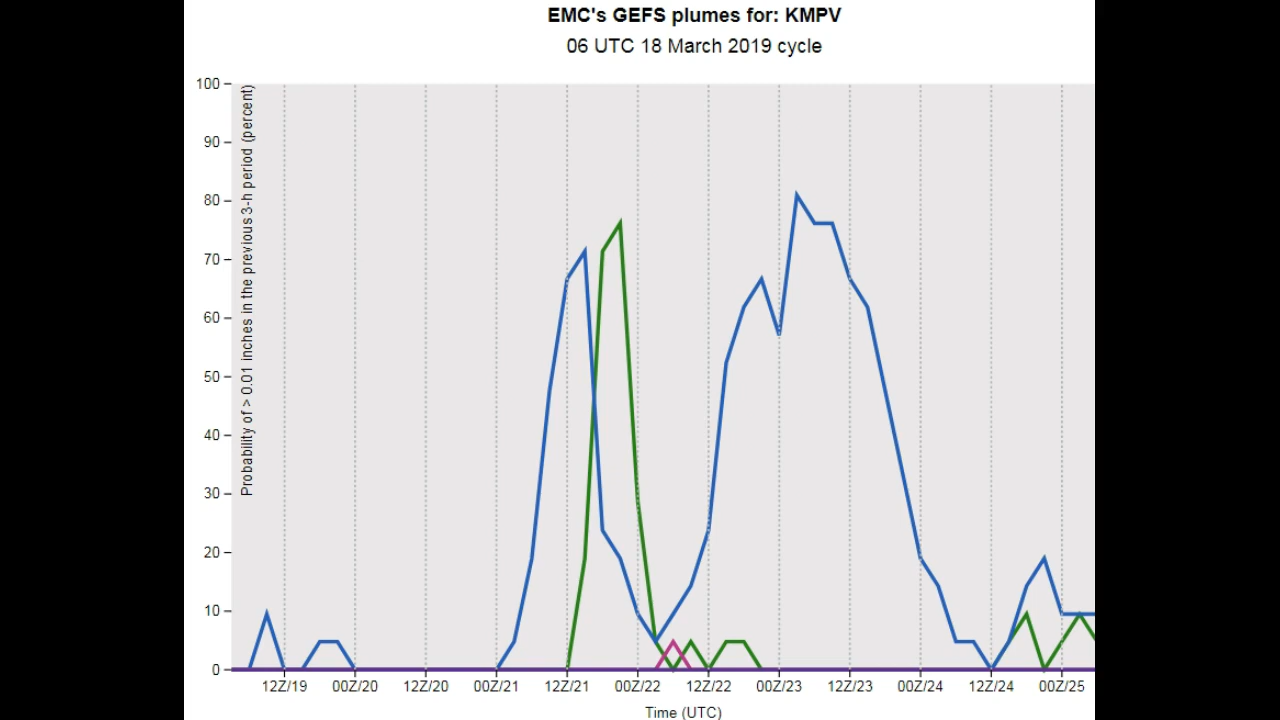 EMC's GEFS plumes for: KMPV
06 UTC 18 March 2019 cycle
Probability of > 0.01 inches in the previous 3-h period (percent)
100
90
80
70
60
50
40
30
20
10
0
12Z/19 00Z/20 12Z/20 00Z/21 12Z/21 00Z/22 12Z/22 00Z/23 12Z/23 00Z/24 12Z/24 00Z/25
Time (UTC)